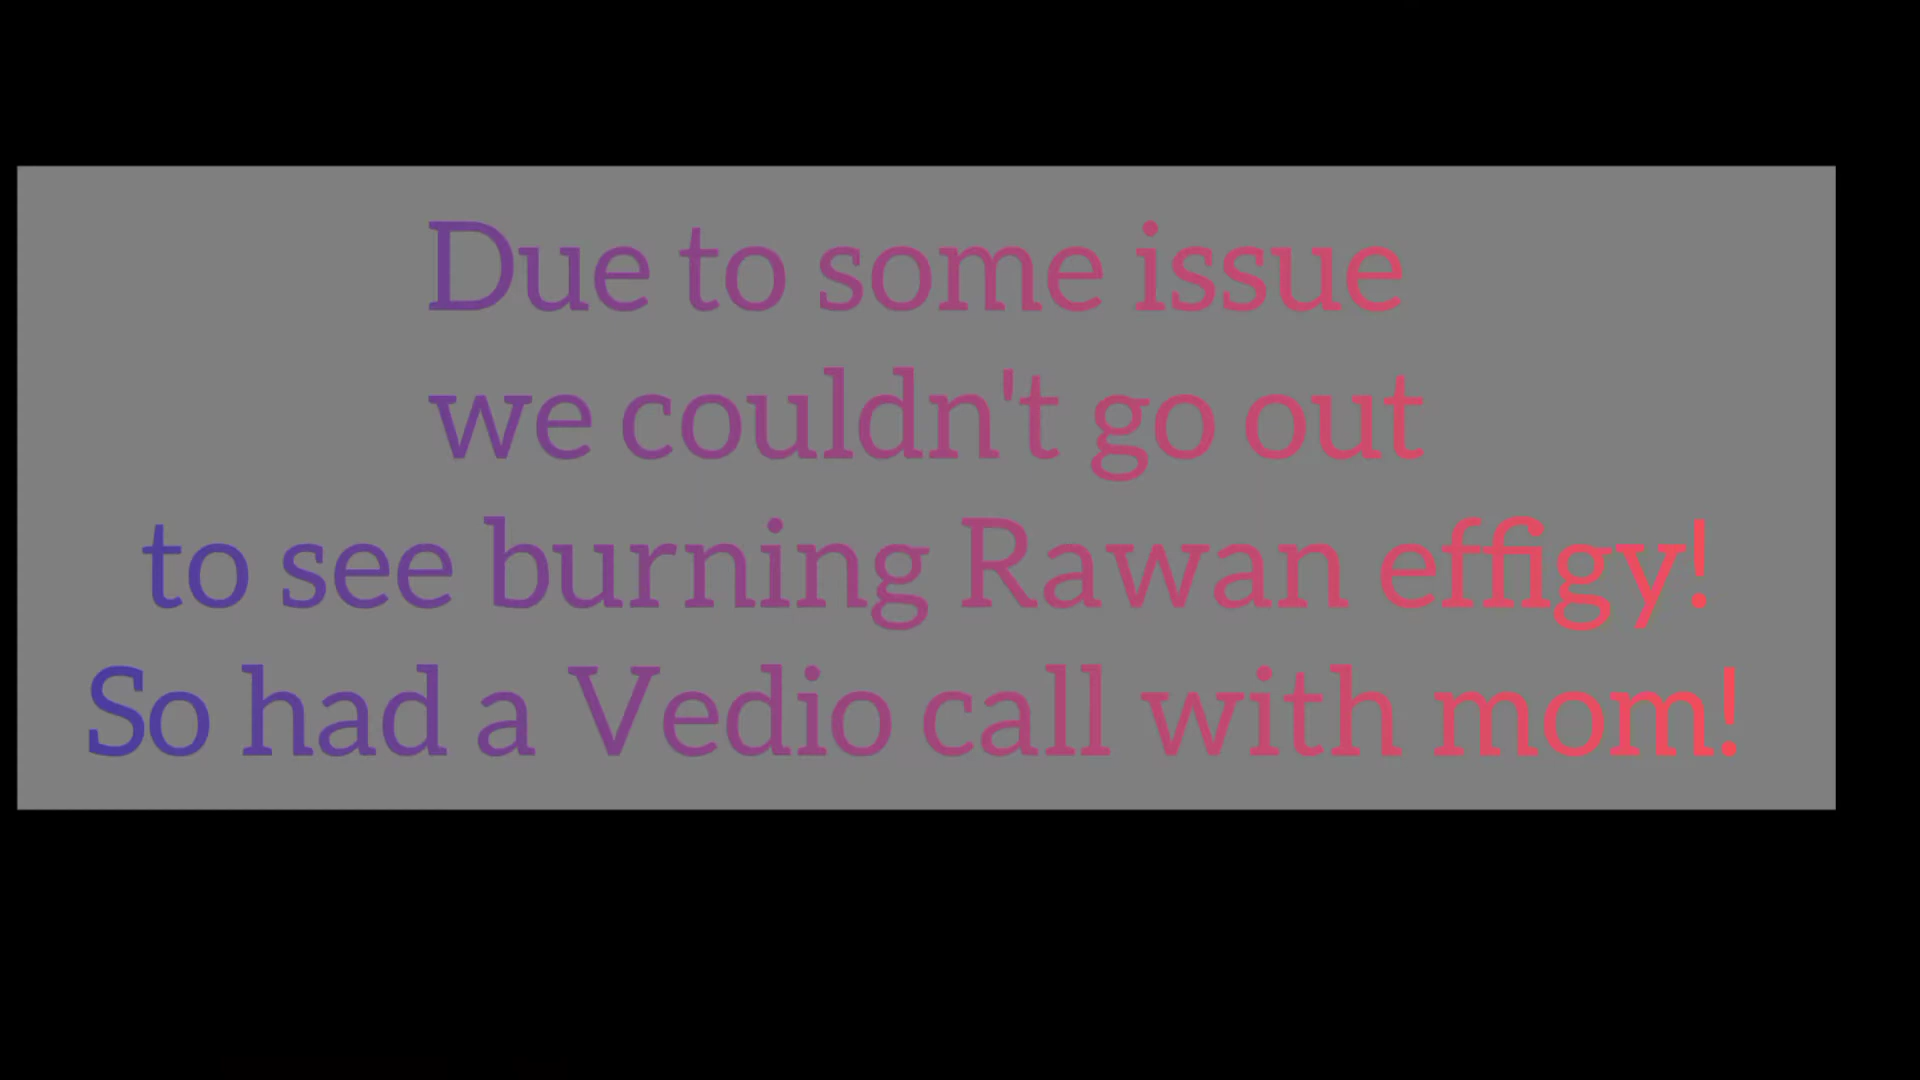 Due to some issue
we couldn't go out
to see burning Rawan effigy!
So had a Vedio call with mom!